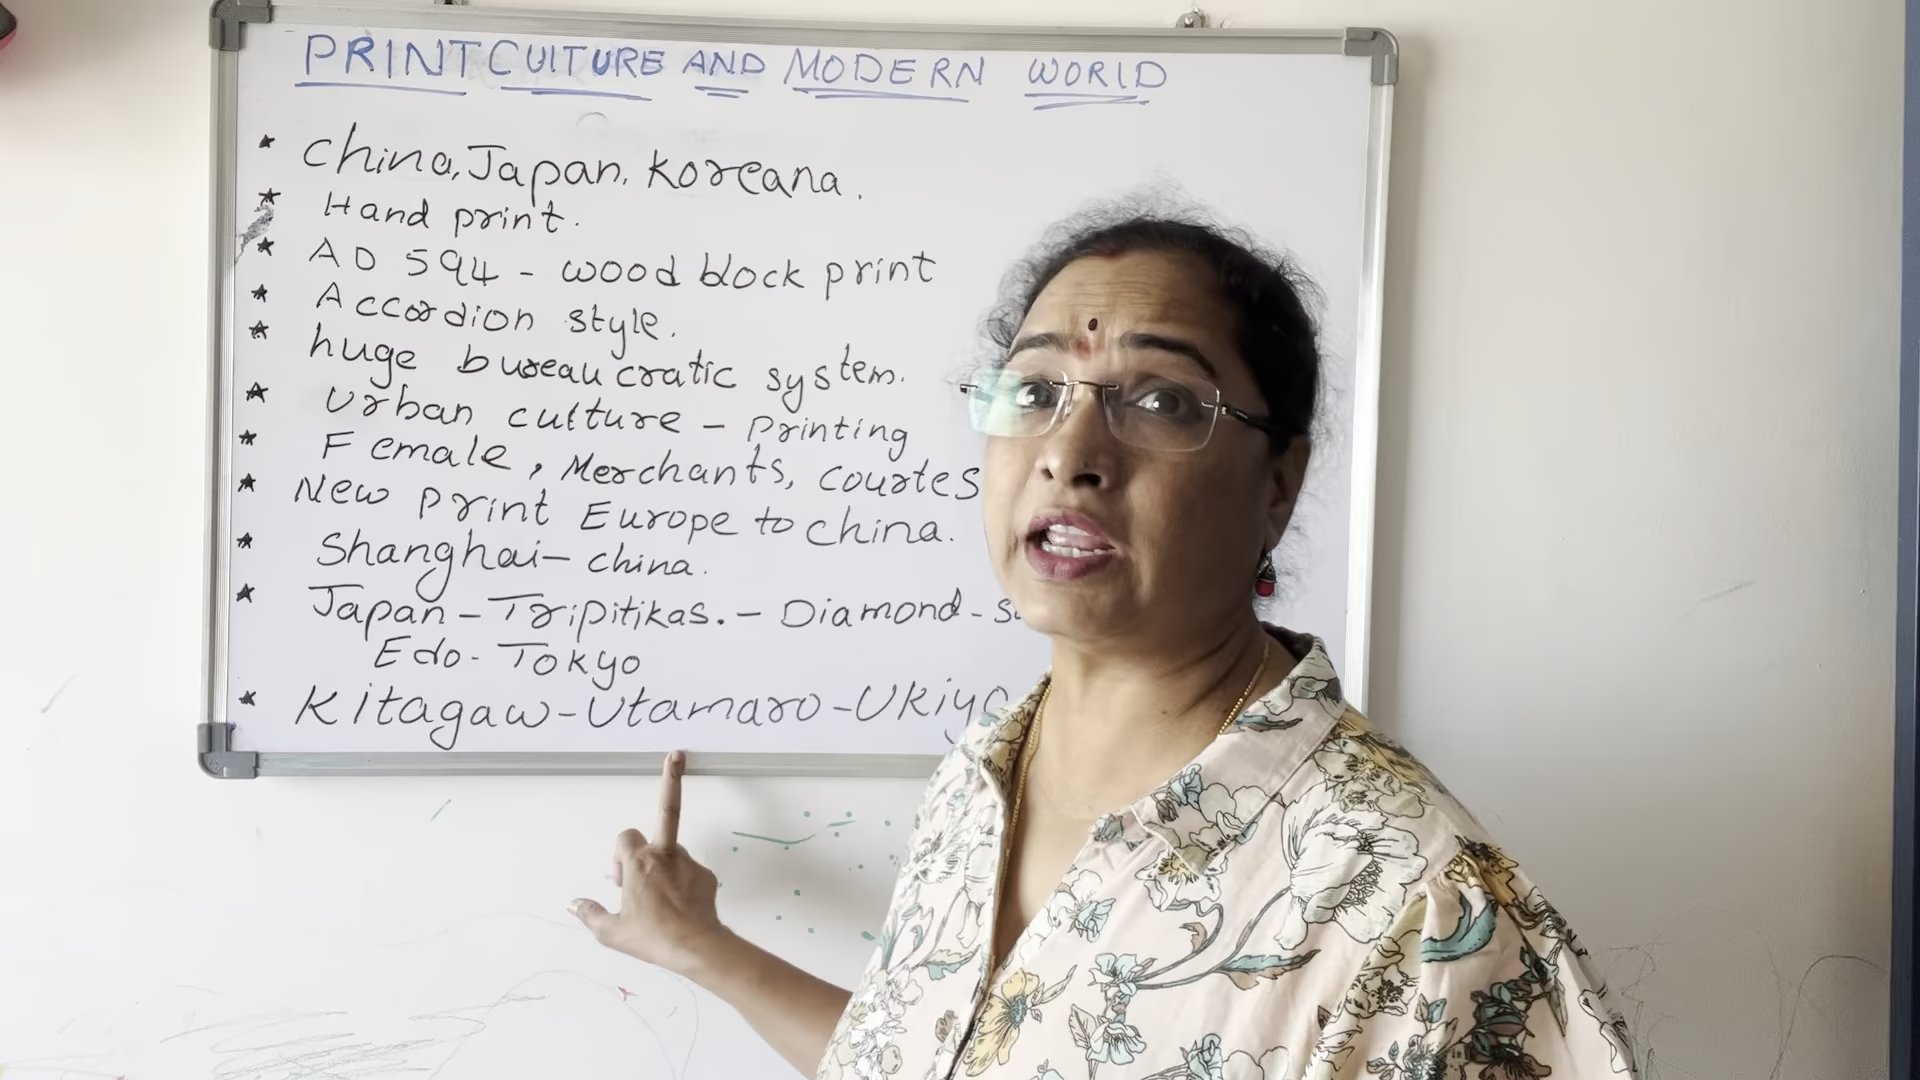 PRINT CULTURE AND MODERN WORLD
China, Japan, Koreana.
Hand print.
AD 594 - wood block print
Accordion style.
huge bureaucratic system.
Urban culture - Printing
Female, Merchants, courtes
New print Europe to china.
Shanghai - china.
Japan - Tripitikas. - Diamond - s
Edo - Tokyo
Kitagaw - Utamaro - Ukiyo